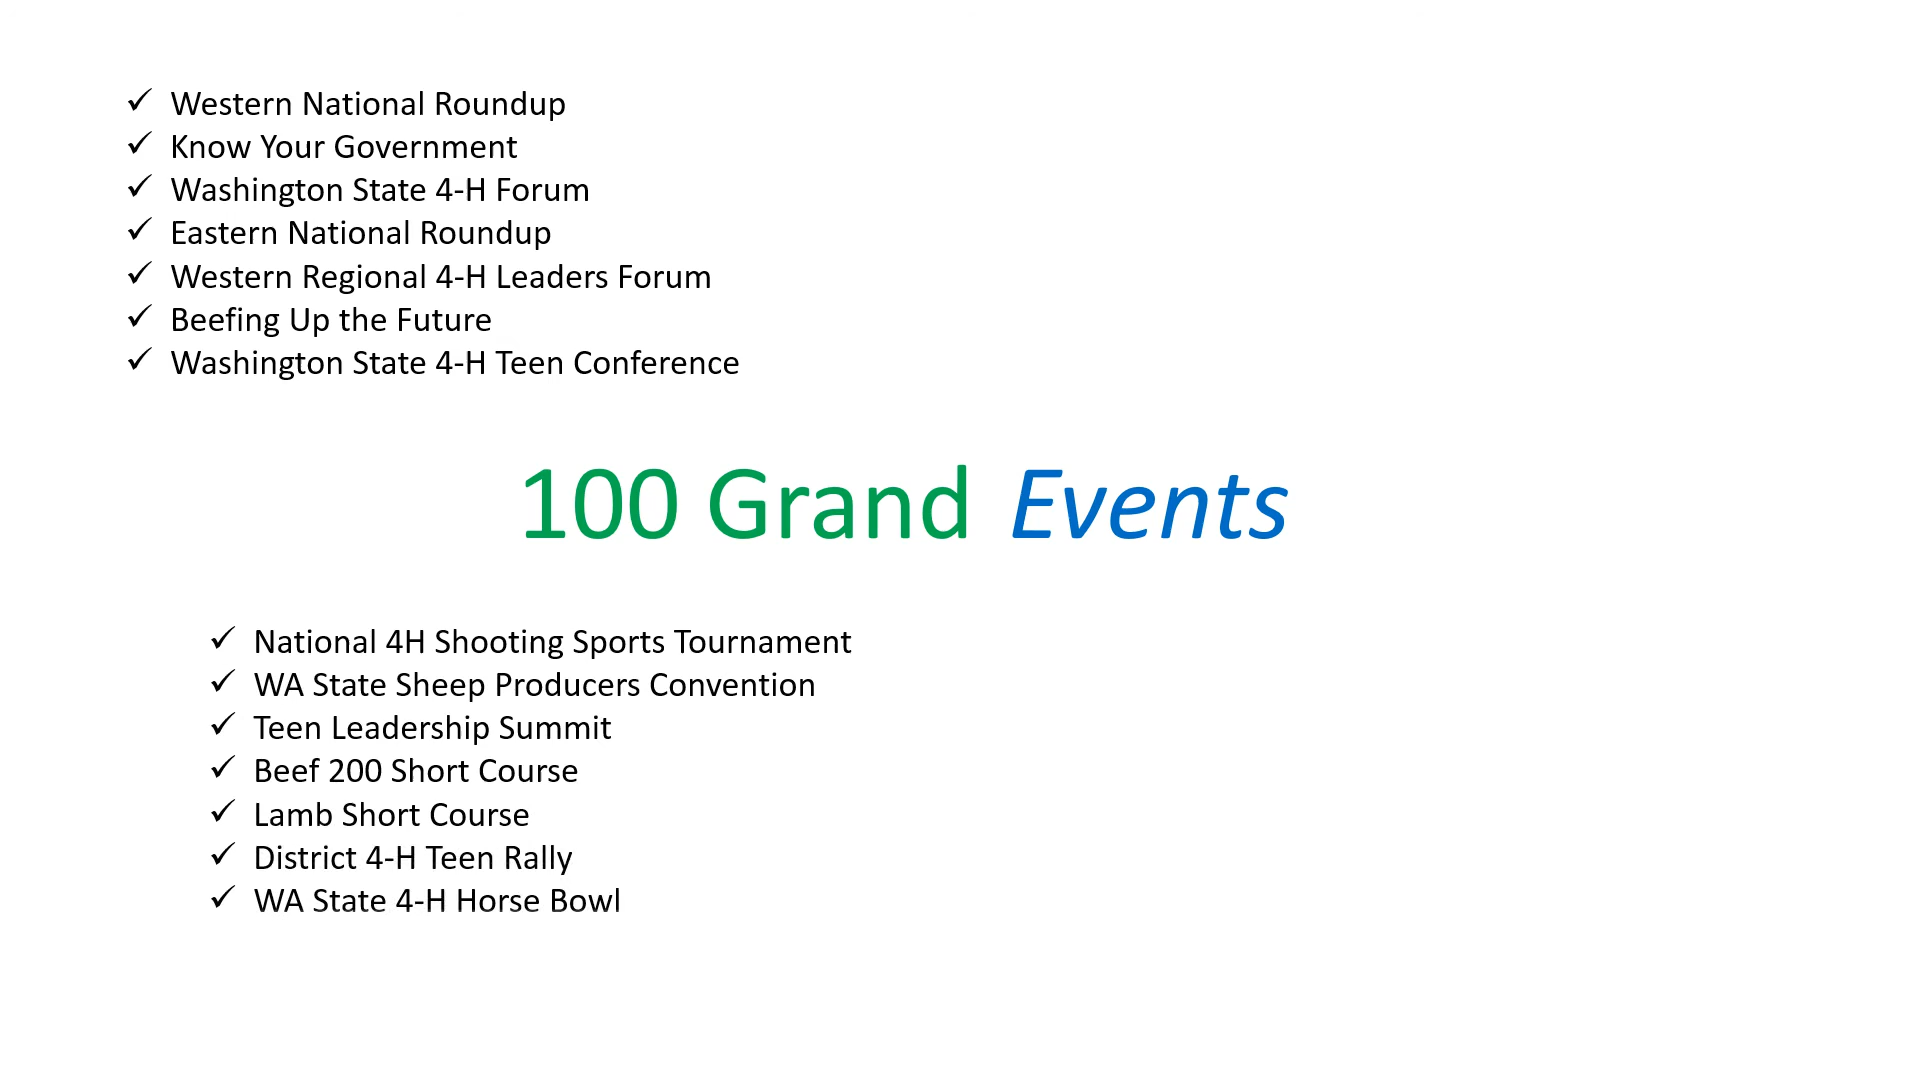 ✓ Western National Roundup
✓ Know Your Government
✓ Washington State 4-H Forum
✓ Eastern National Roundup
✓ Western Regional 4-H Leaders Forum
✓ Beefing Up the Future
✓ Washington State 4-H Teen Conference
100 Grand Events
✓ National 4H Shooting Sports Tournament
✓ WA State Sheep Producers Convention
✓ Teen Leadership Summit
✓ Beef 200 Short Course
✓ Lamb Short Course
✓ District 4-H Teen Rally
✓ WA State 4-H Horse Bowl